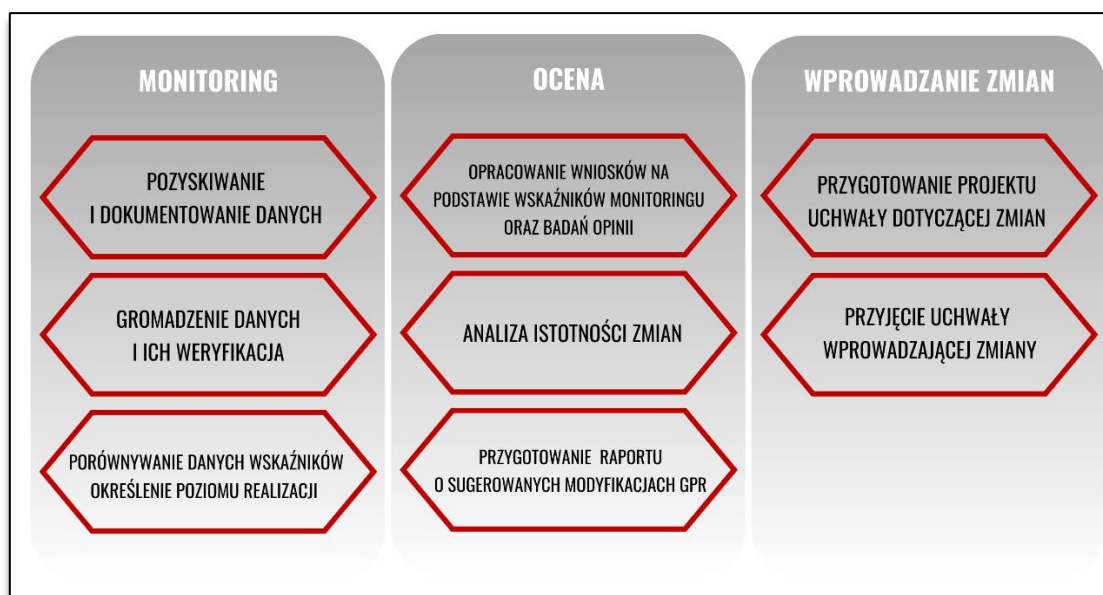 MONITORING
POZYSKIWANIE
I DOKUMENTOWANIE DANYCH
GROMADZENIE DANYCH
I ICH WERYFIKACJA
PORÓWNYWANIE DANYCH WSKAŹNIKÓW
OKREŚLENIE POZIOMU REALIZACJI
OCENA
OPRACOWANIE WNIOSKÓW NA
PODSTAWIE WSKAŹNIKÓW MONITORINGU
ORAZ BADAŃ OPINII
ANALIZA ISTOTNOŚCI ZMIAN
PRZYGOTOWANIE RAPORTU
O SUGEROWANYCH MODYFIKACJACH GPR
WPROWADZANIE ZMIAN
PRZYGOTOWANIE PROJEKTU
UCHWAŁY DOTYCZĄCEJ ZMIAN
PRZYJĘCIE UCHWAŁY
WPROWADZAJĄCEJ ZMIANY